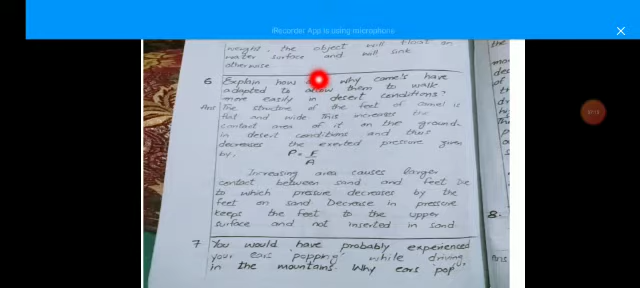 iRecorder App is using microphone
weight, the object will float on
water surface and will sink
otherwise
6 Explain how why camels have
adapted to allow them to walk
more easily in desert conditions?
Ans The structure of the feet of camel is
flat and wide This increases the
contact area of it on the ground
in desert conditions and thus
decreases the exerted pressure given
by. P = F
A
Increasing area causes larger
contact between sand and feet Due
to which pressure decreases by the
feet on sand Decrease in pressure
keeps the feet to the upper
surface and not inserted in sand.
7 You would have probably experienced
your ears 'popping' while driving
in the mountains. Why ears 'pop'
8.
Ans